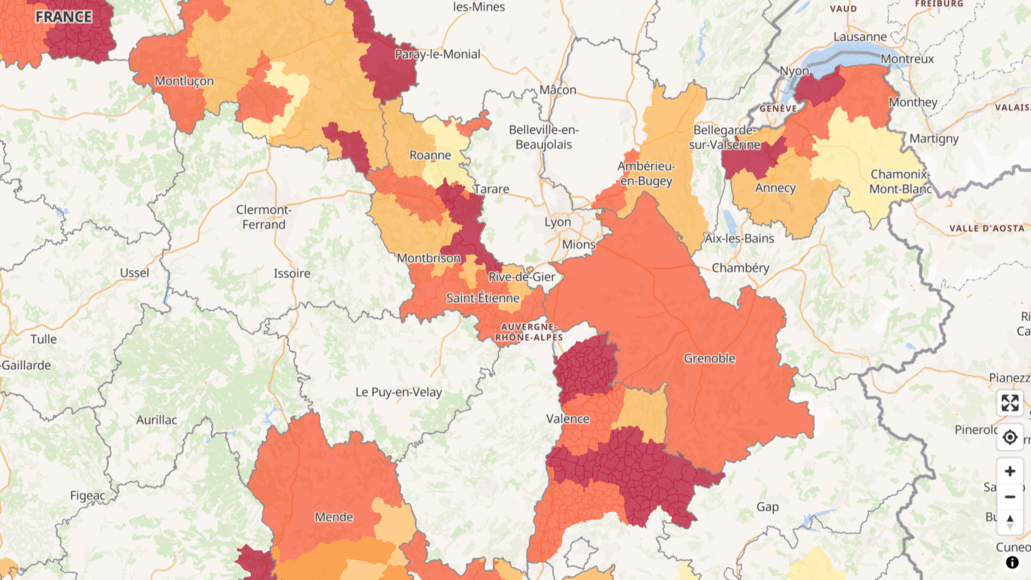 les-Mines
FRANCE
VAUD
FREIBURG
Lausanne
Paray-le-Monial
Montreux
Nyon
Montluçon
Mâcon
Monthey
GENÈVE
VALAIS
Belleville-en-
Beaujolais
Bellegarde-
sur-Valserine
Martigny
Roanne
Ambérieu-
en-Bugey
Chamonix-
Mont-Blanc
Tarare
Annecy
Clermont-
Ferrand
Lyon
VALLE D'AOSTA
Mions
Aix-les-Bains
Montbrison
Chambéry
Ussel
Issoire
Rive-de-Gier
Saint-Étienne
AUVERGNE-
RHÔNE-ALPES
Tulle
-Gaillarde
Grenoble
Pianezz
Le Puy-en-Velay
Aurillac
Valence
Pinerolo
Figeac
Mende
Gap
Cuneo